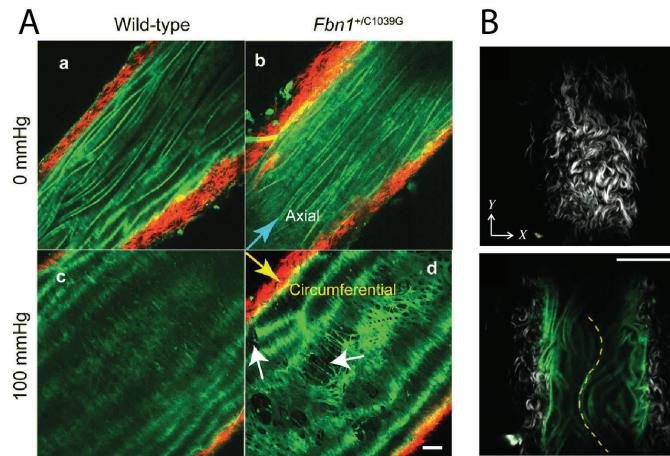 A
Wild-type
Fbn1+/C1039G
B
0 mmHg
a
b
Axial
Y
X
100 mmHg
c
d
Circumferential